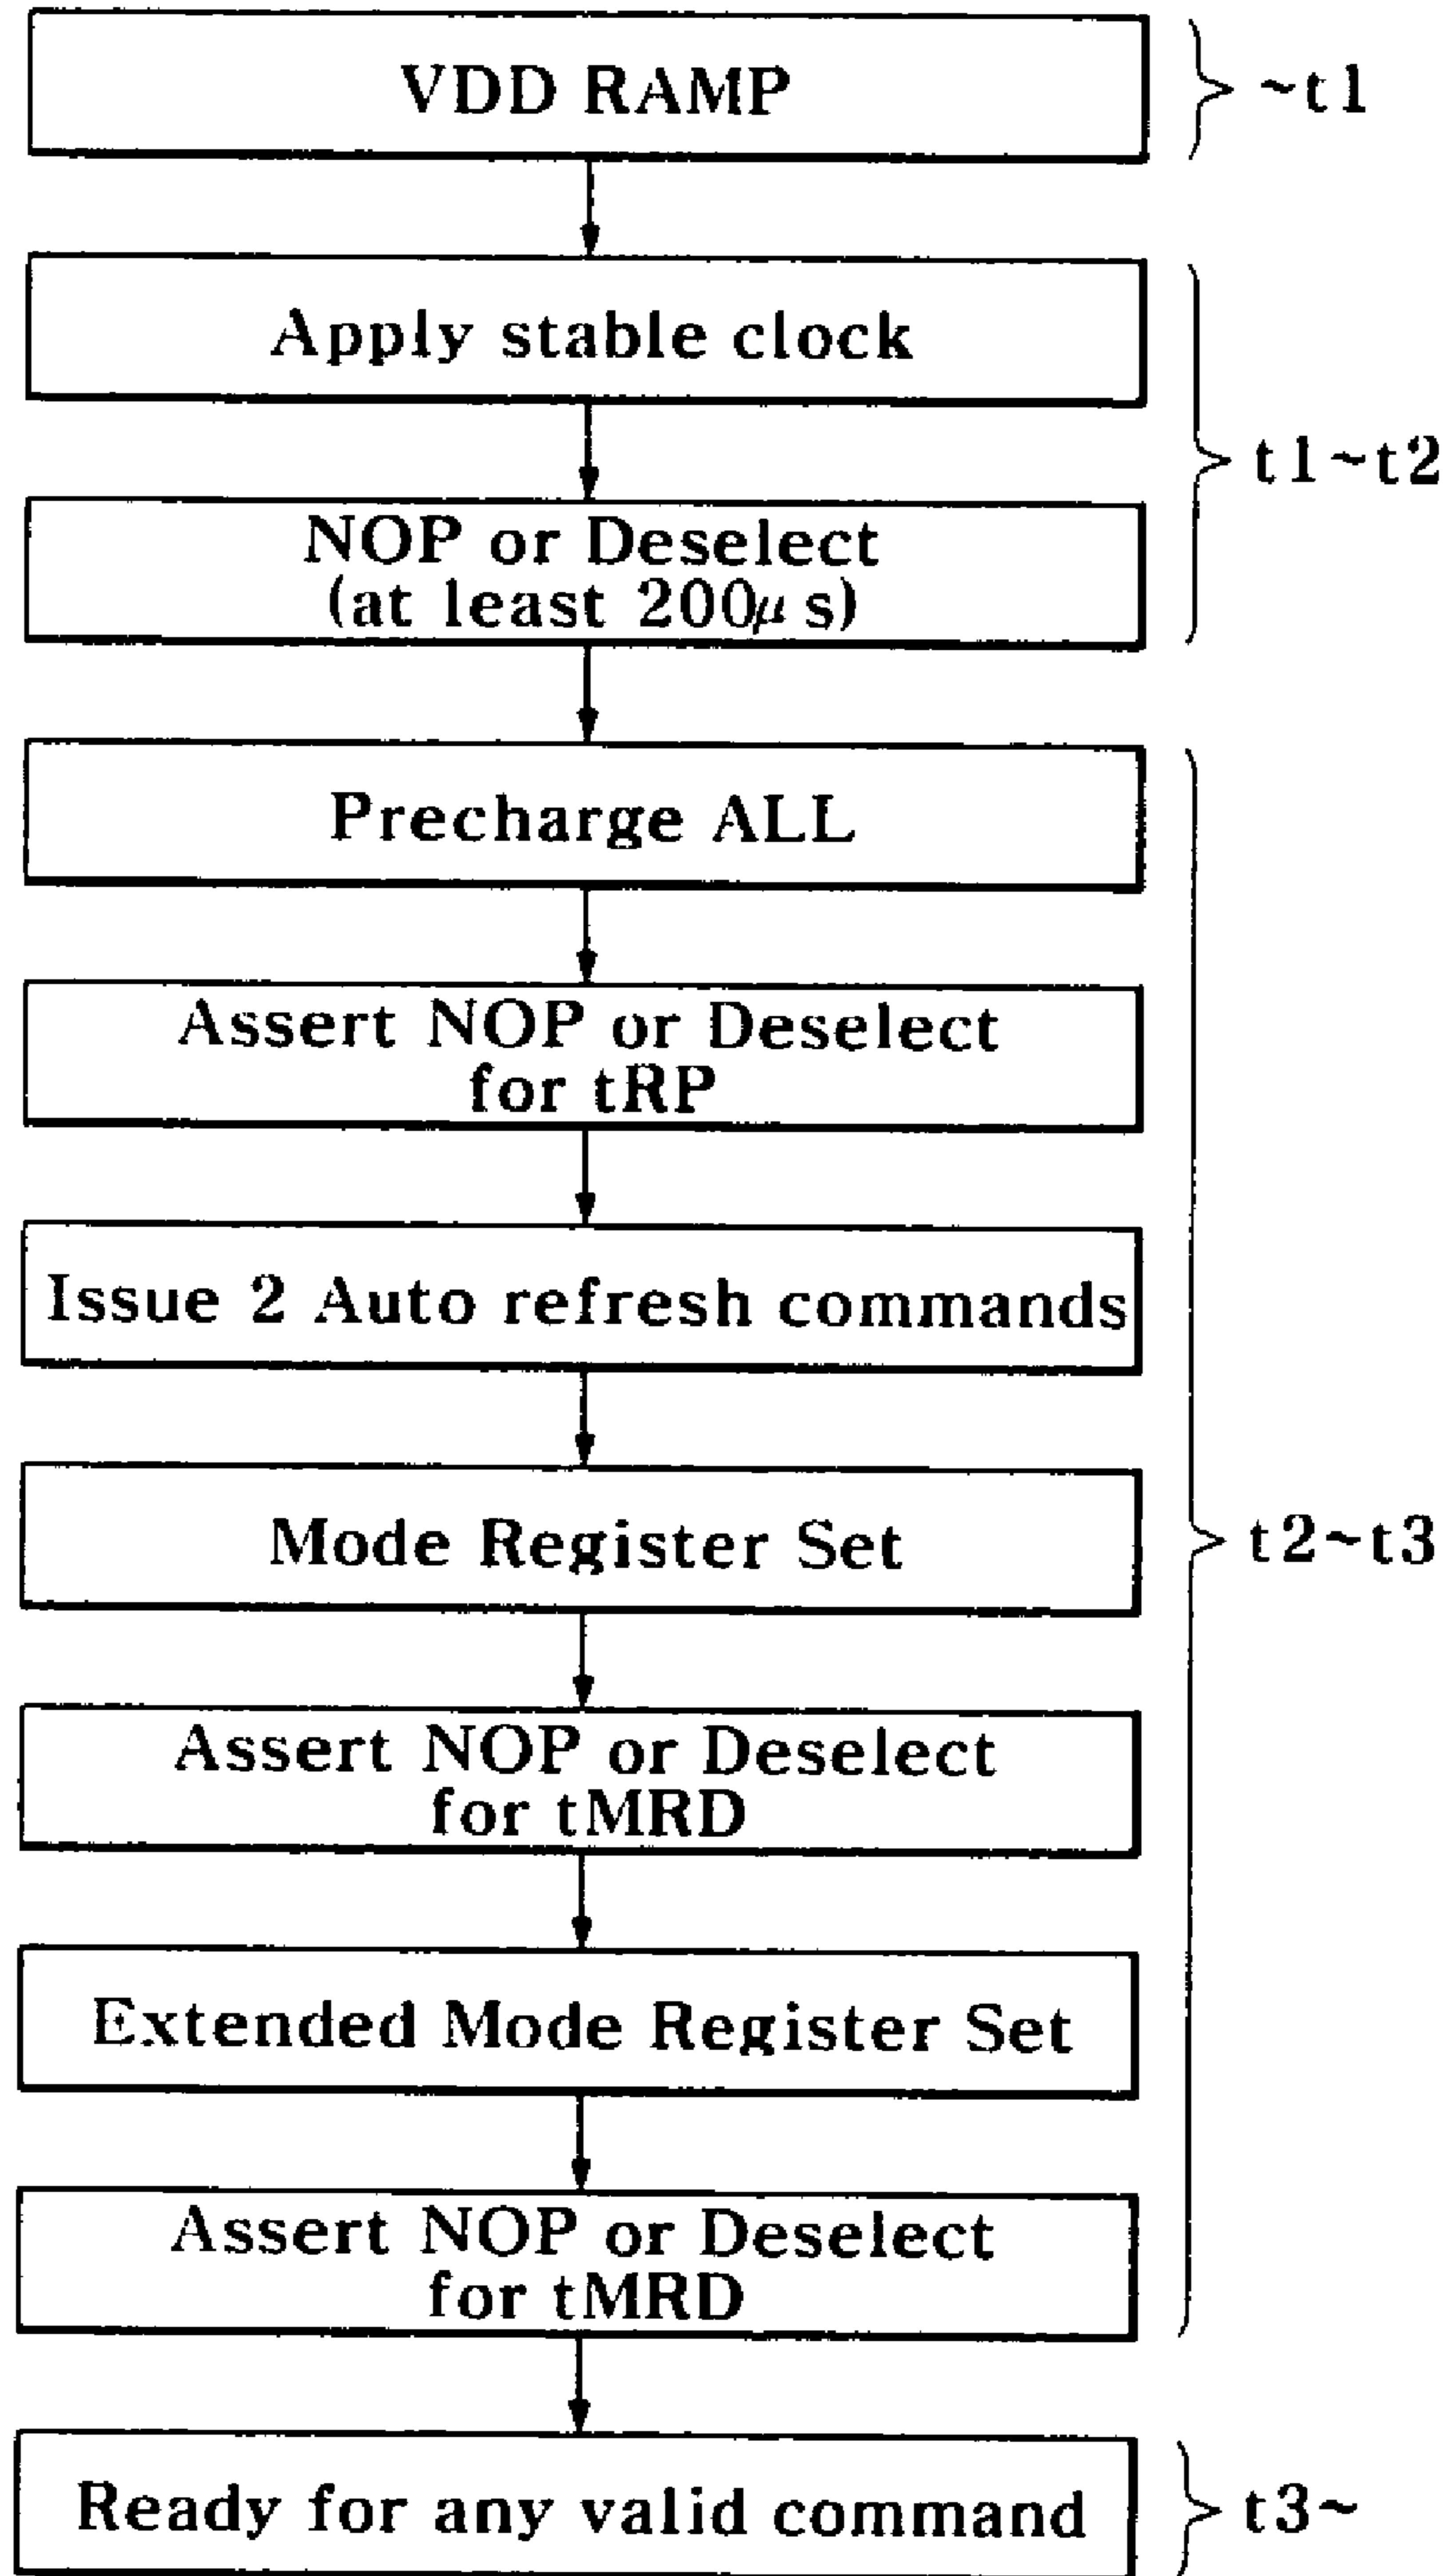 VDD RAMP
~t1
Apply stable clock
t1~t2
NOP or Deselect
(at least 200μs)
Precharge ALL
Assert NOP or Deselect
for tRP
Issue 2 Auto refresh commands
Mode Register Set
t2~t3
Assert NOP or Deselect
for tMRD
Extended Mode Register Set
Assert NOP or Deselect
for tMRD
Ready for any valid command
t3~